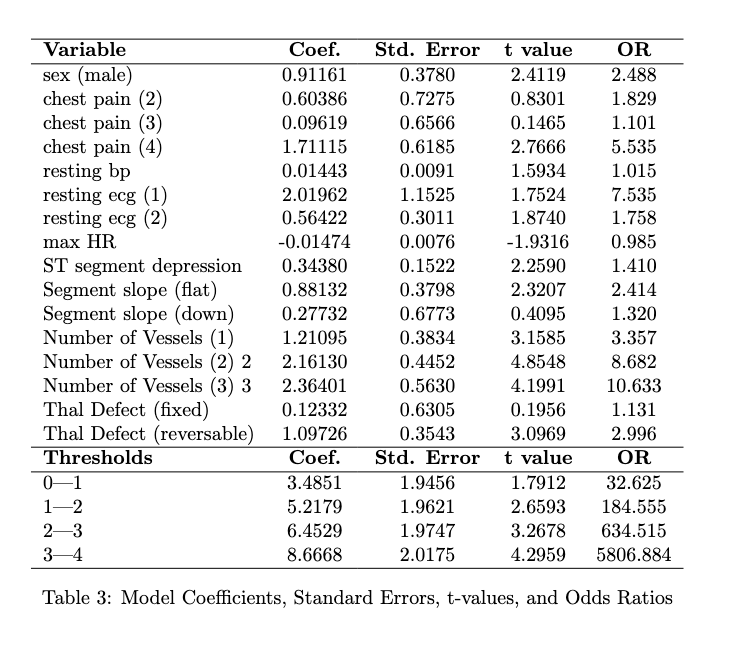 Variable Coef. Std. Error t value OR
sex (male) 0.91161 0.3780 2.4119 2.488
chest pain (2) 0.60386 0.7275 0.8301 1.829
chest pain (3) 0.09619 0.6566 0.1465 1.101
chest pain (4) 1.71115 0.6185 2.7666 5.535
resting bp 0.01443 0.0091 1.5934 1.015
resting ecg (1) 2.01962 1.1525 1.7524 7.535
resting ecg (2) 0.56422 0.3011 1.8740 1.758
max HR -0.01474 0.0076 -1.9316 0.985
ST segment depression 0.34380 0.1522 2.2590 1.410
Segment slope (flat) 0.88132 0.3798 2.3207 2.414
Segment slope (down) 0.27732 0.6773 0.4095 1.320
Number of Vessels (1) 1.21095 0.3834 3.1585 3.357
Number of Vessels (2) 2 2.16130 0.4452 4.8548 8.682
Number of Vessels (3) 3 2.36401 0.5630 4.1991 10.633
Thal Defect (fixed) 0.12332 0.6305 0.1956 1.131
Thal Defect (reversable) 1.09726 0.3543 3.0969 2.996
Thresholds Coef. Std. Error t value OR
0—1 3.4851 1.9456 1.7912 32.625
1—2 5.2179 1.9621 2.6593 184.555
2—3 6.4529 1.9747 3.2678 634.515
3—4 8.6668 2.0175 4.2959 5806.884
Table 3: Model Coefficients, Standard Errors, t-values, and Odds Ratios